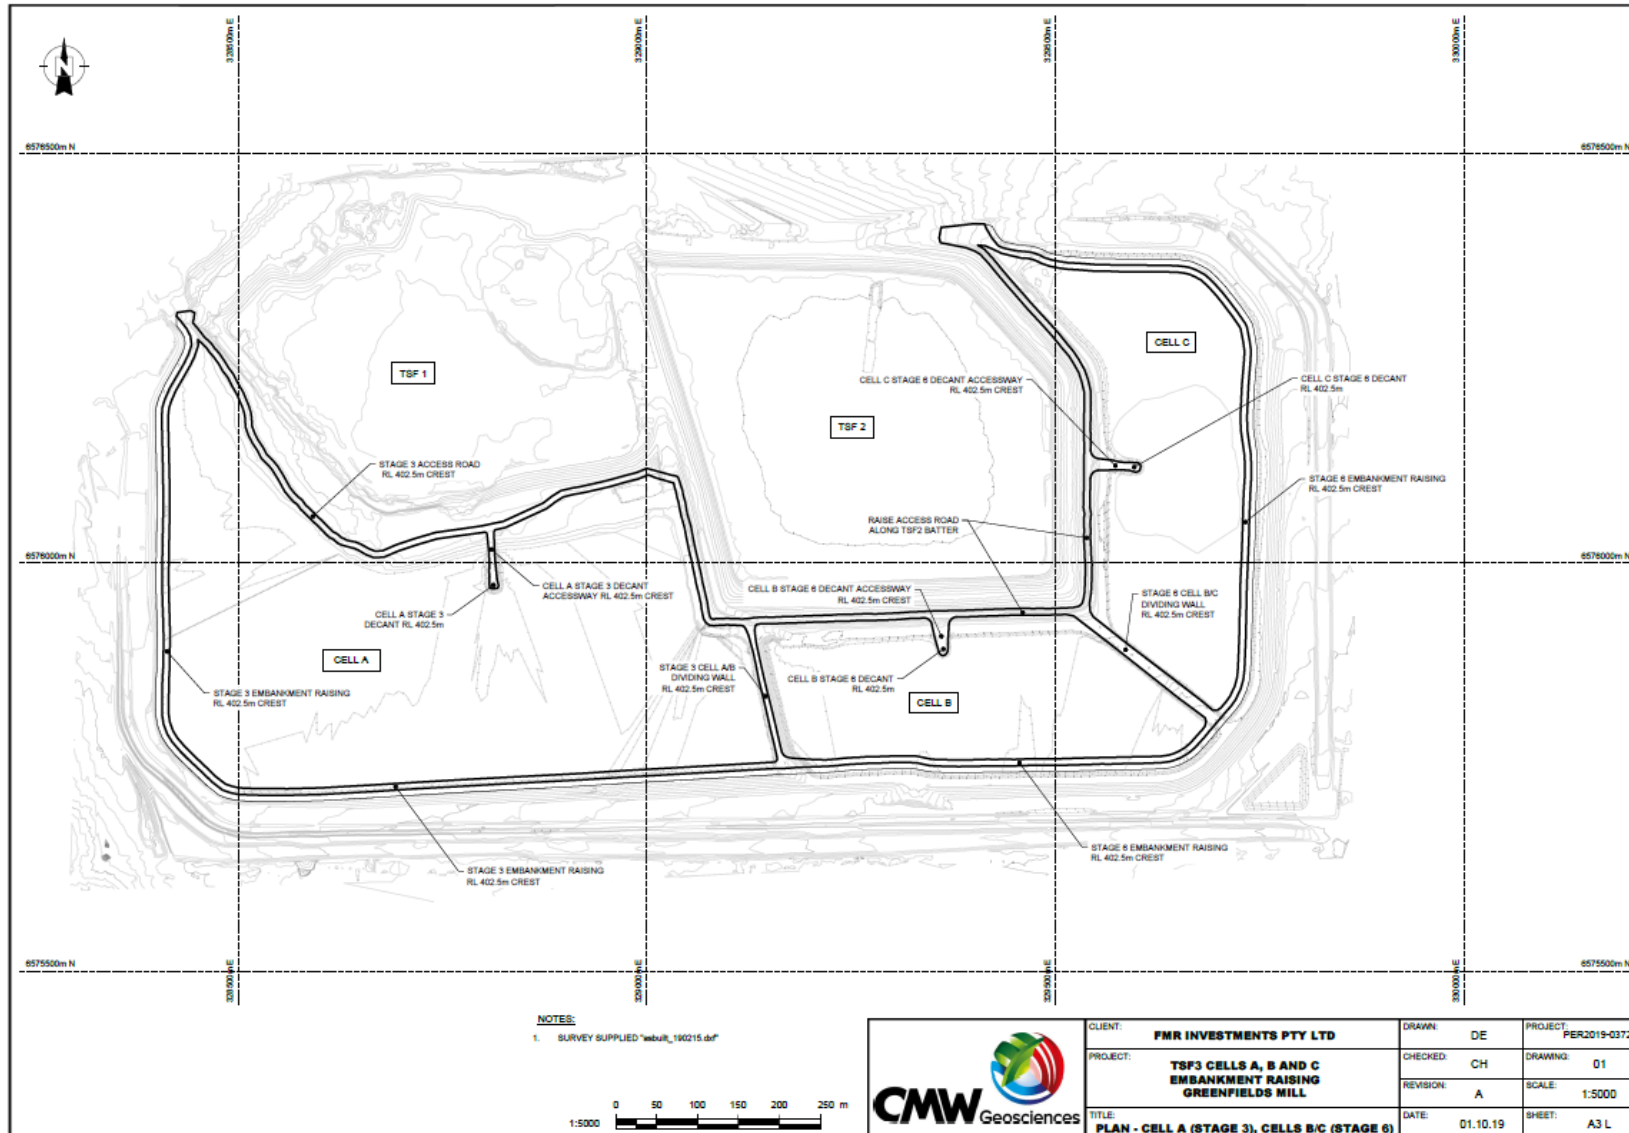 328500m E
329000m E
329500m E
330000m E
N
6576500m N
6576500m N
CELL C
TSF 1
CELL C STAGE 6 DECANT ACCESSWAY
RL 402.5m CREST
CELL C STAGE 6 DECANT
RL 402.5m
TSF 2
STAGE 3 ACCESS ROAD
RL 402.5m CREST
STAGE 6 EMBANKMENT RAISING
RL 402.5m CREST
RAISE ACCESS ROAD
ALONG TSF2 BATTER
6576000m N
6576000m N
CELL A STAGE 3 DECANT
ACCESSWAY RL 402.5m CREST
CELL B STAGE 6 DECANT ACCESSWAY
RL 402.5m CREST
STAGE 6 CELL B/C
DIVIDING WALL
RL 402.5m CREST
CELL A STAGE 3
DECANT RL 402.5m
CELL A
STAGE 3 CELL A/B
DIVIDING WALL
RL 402.5m CREST
CELL B STAGE 6 DECANT
RL 402.5m
STAGE 3 EMBANKMENT RAISING
RL 402.5m CREST
CELL B
STAGE 6 EMBANKMENT RAISING
RL 402.5m CREST
STAGE 3 EMBANKMENT RAISING
RL 402.5m CREST
6575500m N
6575500m N
328500m E
329000m E
329500m E
330000m E
NOTES:
1. SURVEY SUPPLIED "asbuilt_190215.dxf"
0 50 100 150 200 250 m
1:5000
CMW Geosciences
CLIENT: FMR INVESTMENTS PTY LTD
PROJECT: TSF3 CELLS A, B AND C
EMBANKMENT RAISING
GREENFIELDS MILL
TITLE: PLAN - CELL A (STAGE 3), CELLS B/C (STAGE 6)
DRAWN: DE
PROJECT: PER2019-0372
CHECKED: CH
DRAWING: 01
REVISION: A
SCALE: 1:5000
DATE: 01.10.19
SHEET: A3 L